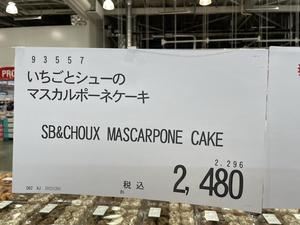 93557
いちごとシューの
マスカルポーネケーキ
SB&CHOUX MASCARPONE CAKE
2,296
税込 2,480
PRO